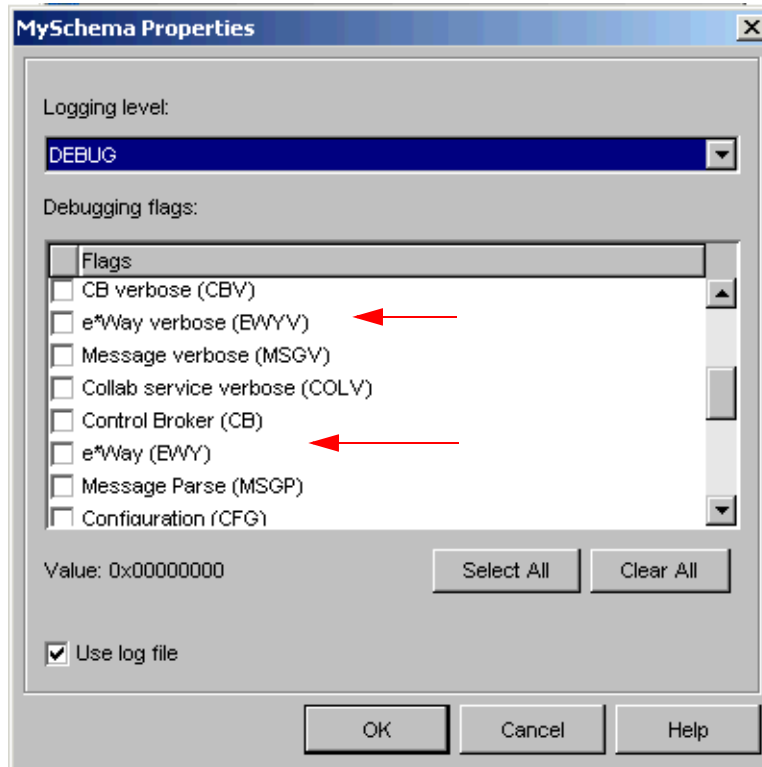 MySchema Properties
Logging level:
DEBUG
Debugging flags:
Flags
CB verbose (CBV)
e*Way verbose (EWYV)
Message verbose (MSGV)
Collab service verbose (COLV)
Control Broker (CB)
e*Way (EWY)
Message Parse (MSGP)
Configuration (CFG)
Value: 0x00000000
Select All
Clear All
Use log file
OK
Cancel
Help